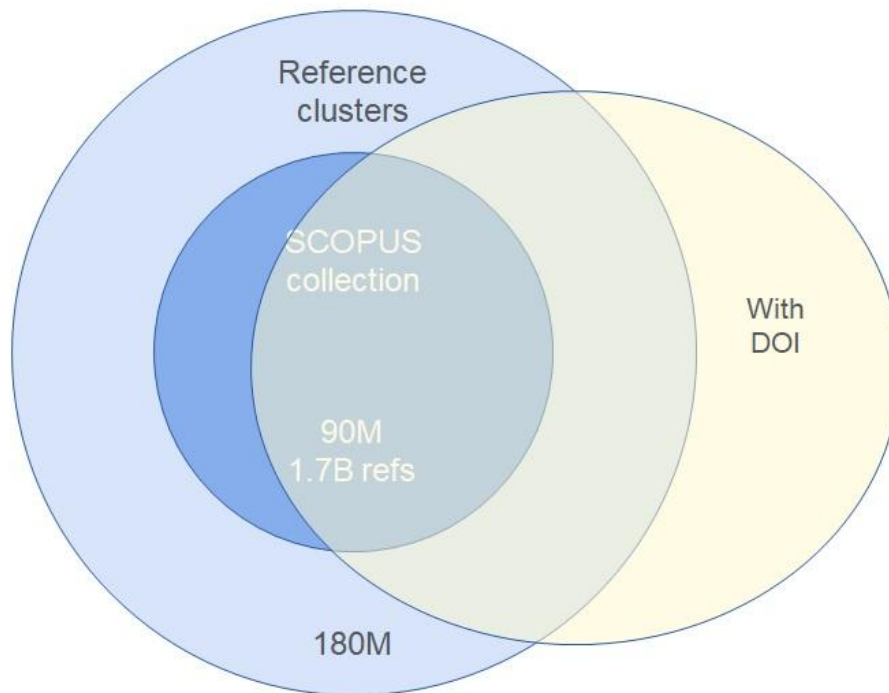 Reference
clusters
SCOPUS
collection
With
DOI
90M
1.7B refs
180M